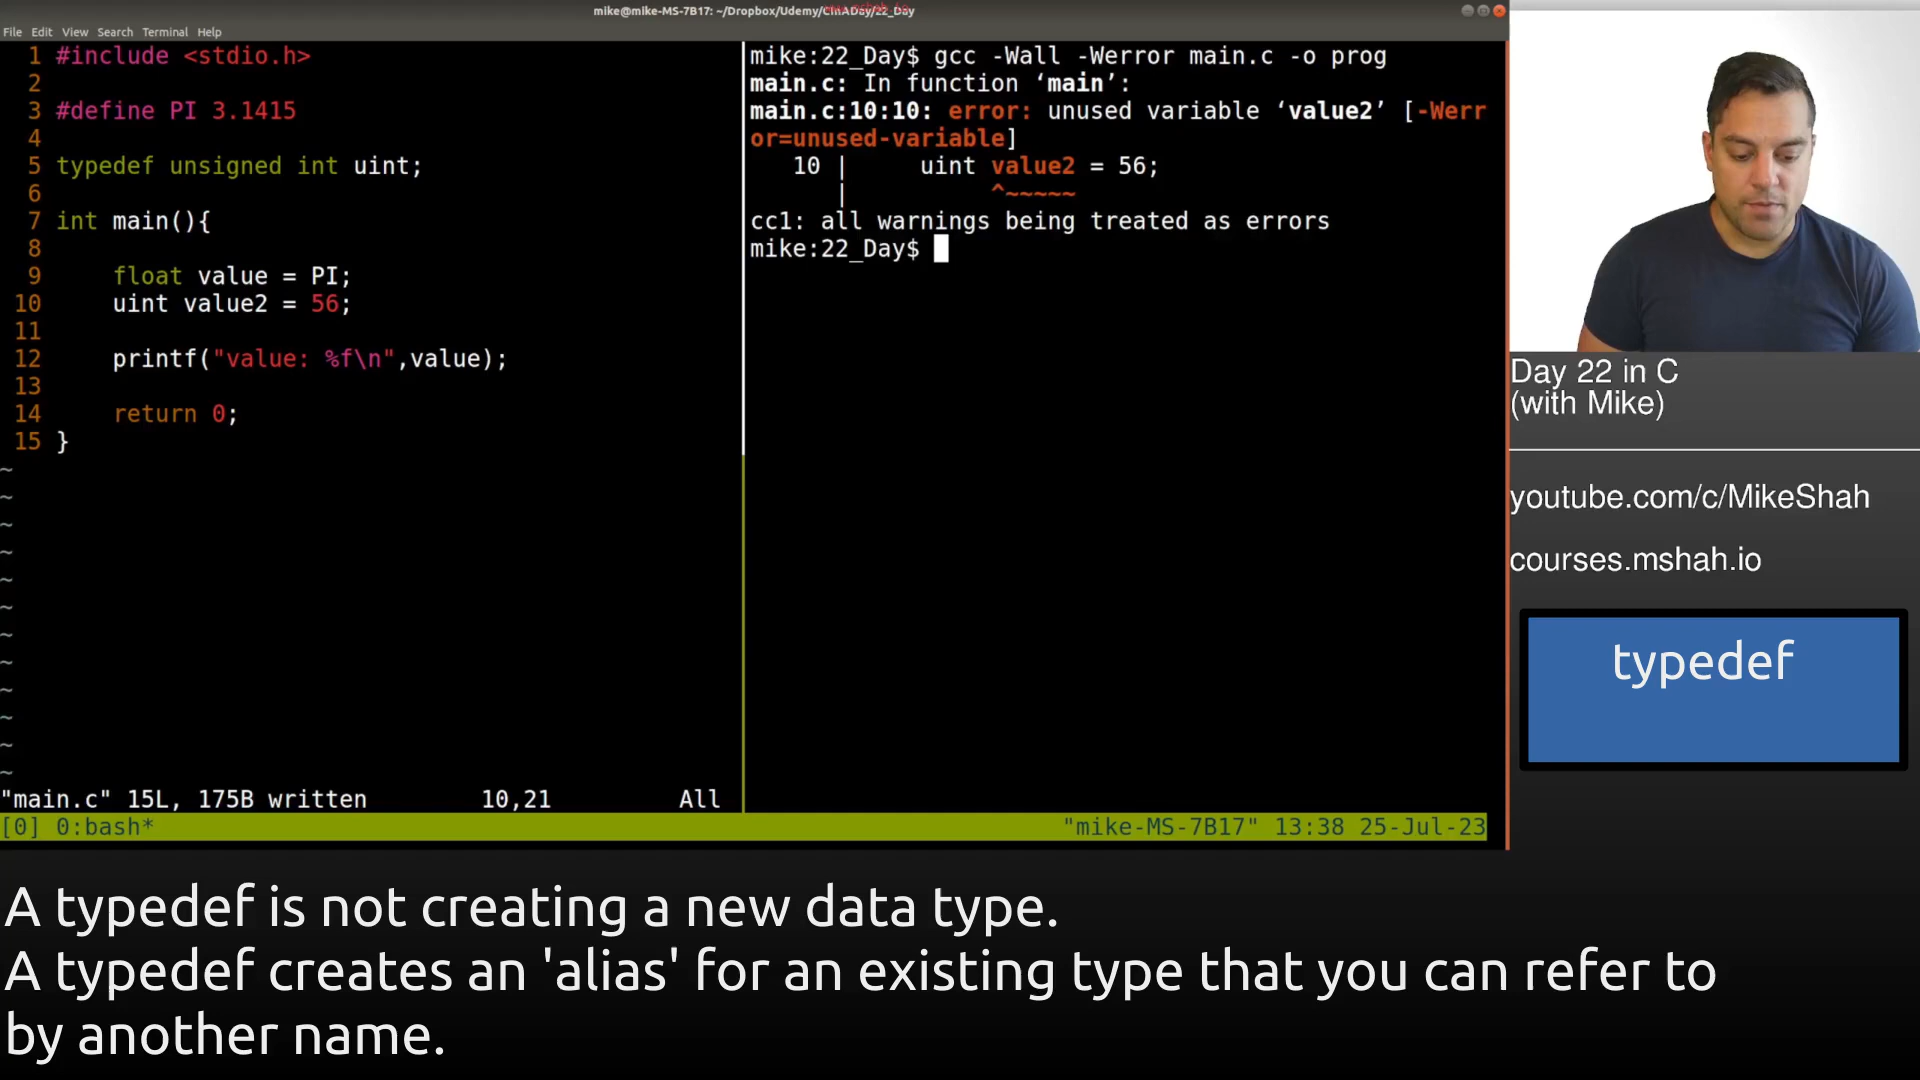 mike@mike-MS-7B17: ~/Dropbox/Udemy/CInADay/22_Day
File Edit View Search Terminal Help
1 #include <stdio.h>
2
3 #define PI 3.1415
4
5 typedef unsigned int uint;
6
7 int main(){
8
9 float value = PI;
10 uint value2 = 56;
11
12 printf("value: %f\n",value);
13
14 return 0;
15 }
~
~
~
~
~
~
~
~
~
~
~
~
"main.c" 15L, 175B written 10,21 All
mike:22_Day$ gcc -Wall -Werror main.c -o prog
main.c: In function ‘main’:
main.c:10:10: error: unused variable ‘value2’ [-Werr
or=unused-variable]
10 | uint value2 = 56;
| ^~~~~~
cc1: all warnings being treated as errors
mike:22_Day$
[0] 0:bash* "mike-MS-7B17" 13:38 25-Jul-23
Day 22 in C
(with Mike)
youtube.com/c/MikeShah
courses.mshah.io
typedef
A typedef is not creating a new data type.
A typedef creates an 'alias' for an existing type that you can refer to
by another name.